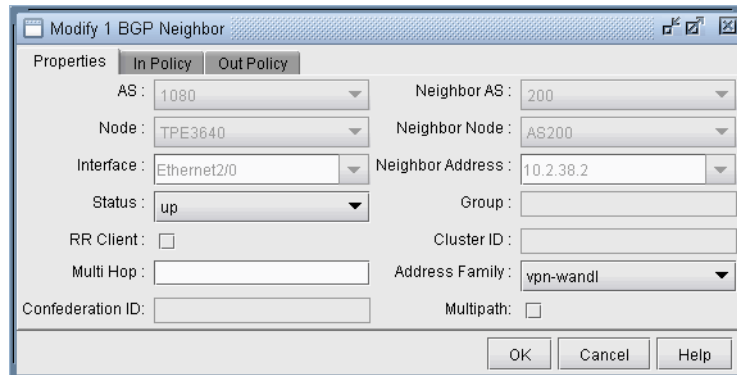 Modify 1 BGP Neighbor
Properties In Policy Out Policy
AS : 1080 Neighbor AS : 200
Node : TPE3640 Neighbor Node : AS200
Interface : Ethernet2/0 Neighbor Address : 10.2.38.2
Status : up Group :
RR Client : Cluster ID :
Multi Hop : Address Family : vpn-wandl
Confederation ID: Multipath:
OK Cancel Help